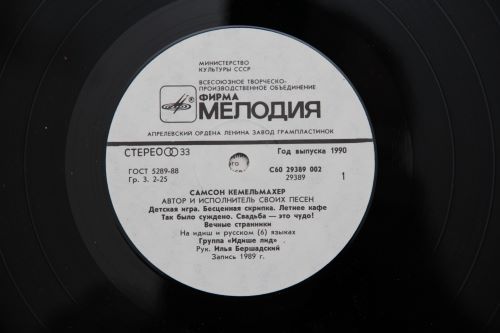 МИНИСТЕРСТВО
КУЛЬТУРЫ СССР
ВСЕСОЮЗНОЕ ТВОРЧЕСКО-
ПРОИЗВОДСТВЕННОЕ ОБЪЕДИНЕНИЕ
ФИРМА
МЕЛОДИЯ
АПРЕЛЕВСКИЙ ОРДЕНА ЛЕНИНА ЗАВОД ГРАМПЛАСТИНОК
СТЕРЕО 33
Год выпуска 1990
ГОСТ 5289-88
Гр. 3. 2-25
С60 29389 002
29389
1
САМСОН КЕМЕЛЬМАХЕР
АВТОР И ИСПОЛНИТЕЛЬ СВОИХ ПЕСЕН
Детская игра. Бесценная скрипка. Летнее кафе
Так было суждено. Свадьба — это чудо!
Вечные странники
На идиш и русском (6) языках
Группа «Идише лид»
Рук. Илья Бершадский
Запись 1989 г.